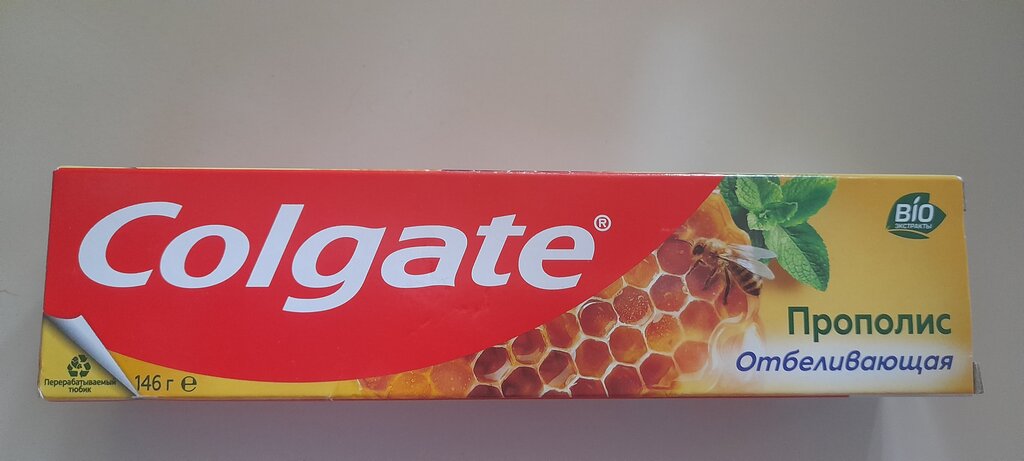 Colgate®
BIO
ЭКСТРАКТЫ
Прополис
Отбеливающая
Перерабатываемый
тюбик
146 г ℮